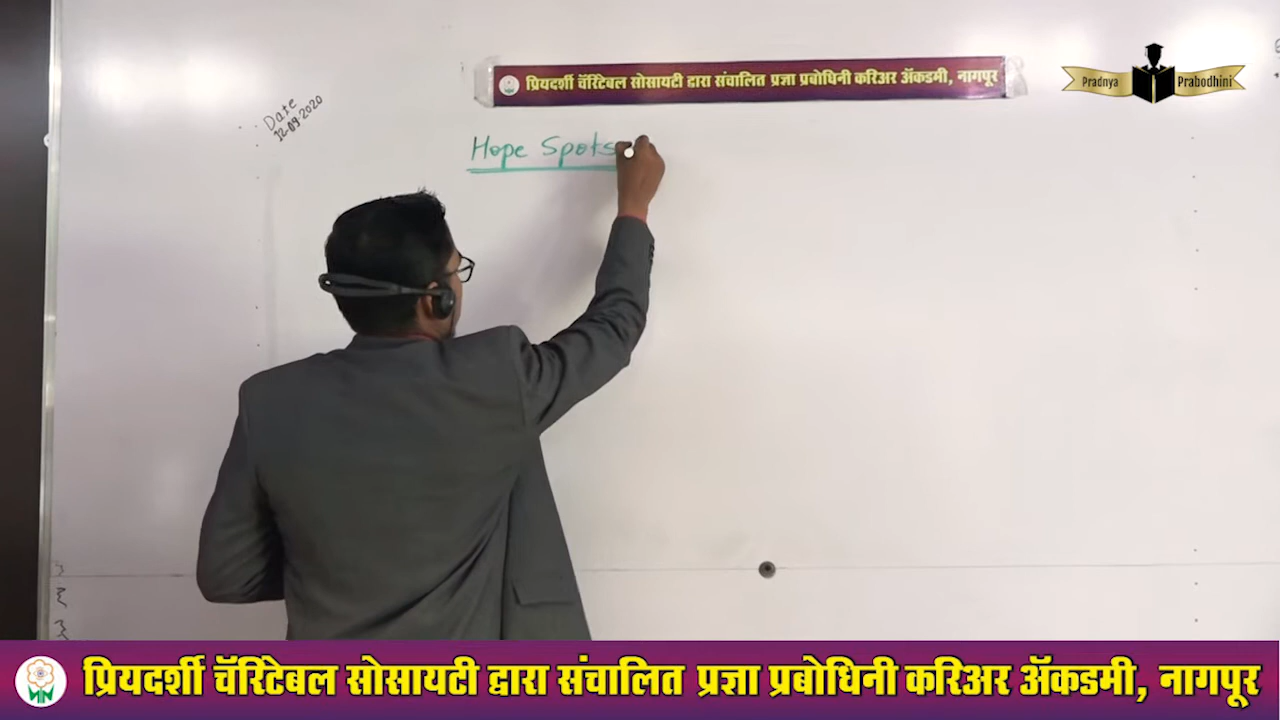 प्रियदर्शी चॅरिटेबल सोसायटी द्वारा संचालित प्रज्ञा प्रबोधिनी करिअर ॲकडमी, नागपूर
Pradnya Prabodhini
Date
12-09-2020
Hope Spots
प्रियदर्शी चॅरिटेबल सोसायटी द्वारा संचालित प्रज्ञा प्रबोधिनी करिअर ॲकडमी, नागपूर